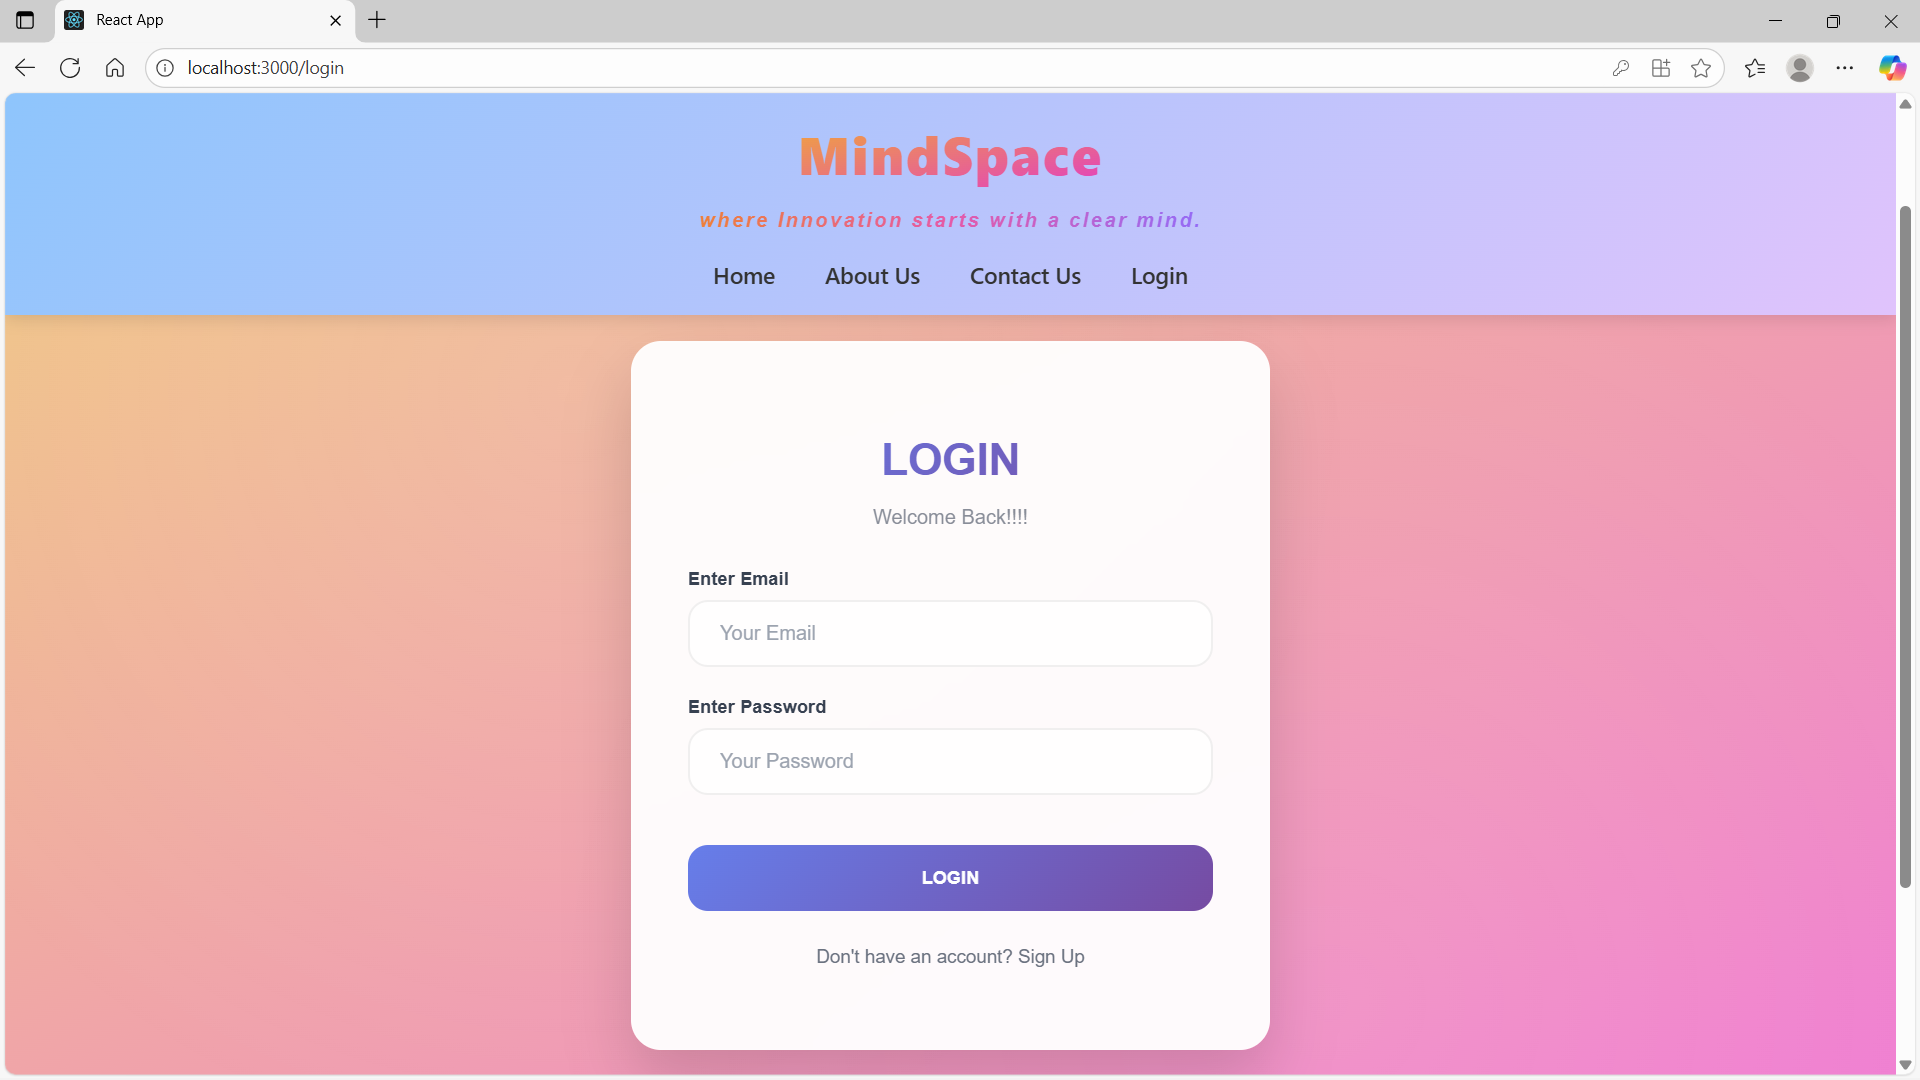 React App
localhost:3000/login
MindSpace
where Innovation starts with a clear mind.
Home About Us Contact Us Login
LOGIN
Welcome Back!!!!
Enter Email
Your Email
Enter Password
Your Password
LOGIN
Don't have an account? Sign Up